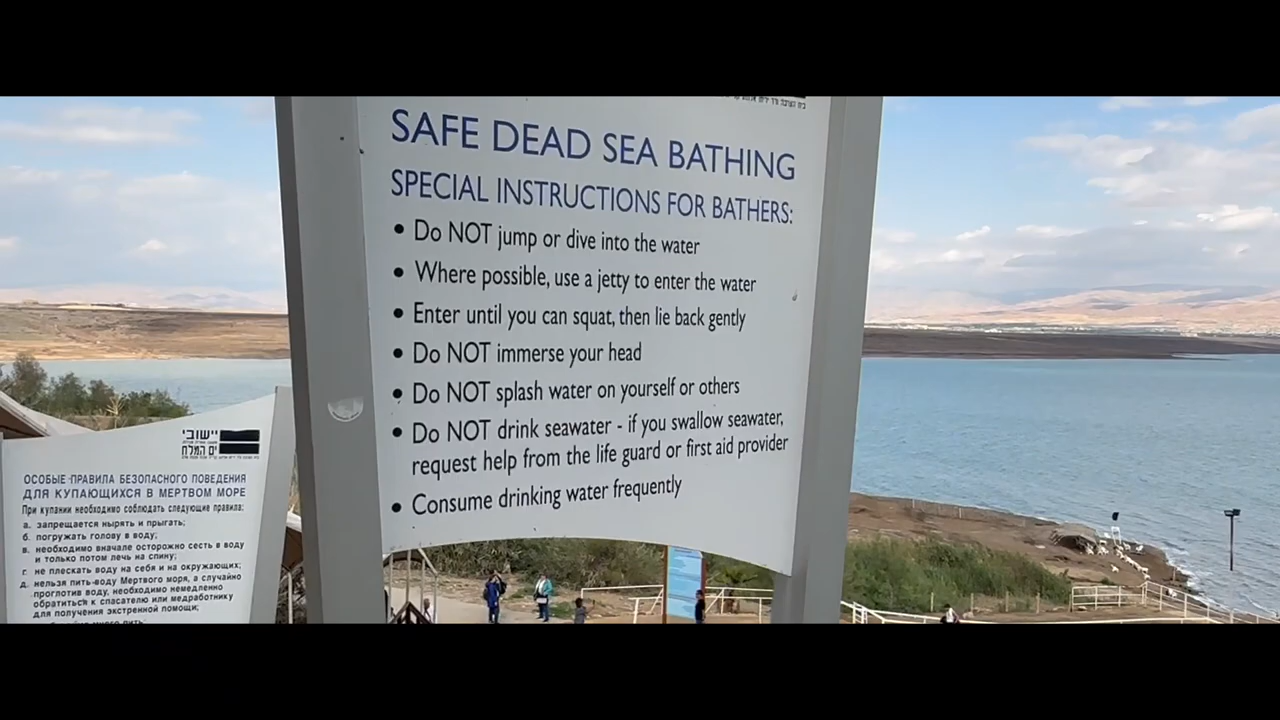 SAFE DEAD SEA BATHING
SPECIAL INSTRUCTIONS FOR BATHERS:
• Do NOT jump or dive into the water
• Where possible, use a jetty to enter the water
• Enter until you can squat, then lie back gently
• Do NOT immerse your head
• Do NOT splash water on yourself or others
• Do NOT drink seawater - if you swallow seawater,
request help from the life guard or first aid provider
• Consume drinking water frequently
יישובי
ים המלח
ОСОБЫЕ ПРАВИЛА БЕЗОПАСНОГО ПОВЕДЕНИЯ
ДЛЯ КУПАЮЩИХСЯ В МЕРТВОМ МОРЕ
При купании необходимо соблюдать следующие правила:
а. запрещается нырять и прыгать;
б. погружать голову в воду;
в. необходимо вначале осторожно сесть в воду
и только потом лечь на спину;
г. не плескать воду на себя и на окружающих;
д. нельзя пить воду Мертвого моря, а случайно
проглотив воду, необходимо немедленно
обратиться к спасателю или медработнику
для получения экстренной помощи;